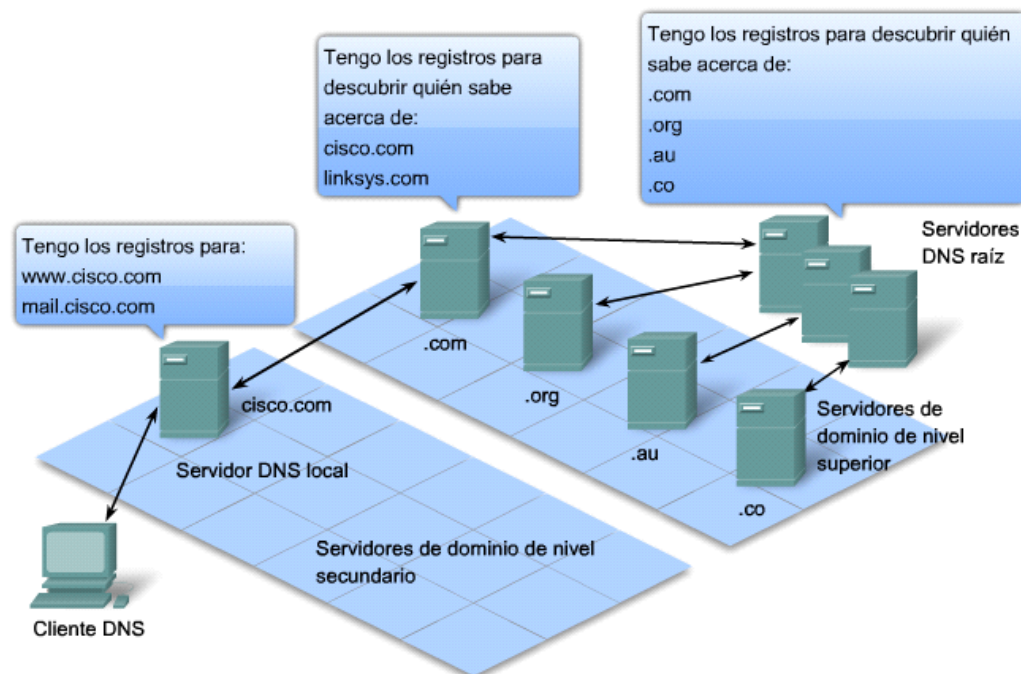 Tengo los registros para
descubrir quién sabe
acerca de:
cisco.com
linksys.com
Tengo los registros para descubrir quién
sabe acerca de:
.com
.org
.au
.co
Tengo los registros para:
www.cisco.com
mail.cisco.com
Servidores
DNS raíz
.com
.org
.au
.co
Servidores de
dominio de nivel
superior
cisco.com
Servidor DNS local
Servidores de dominio de nivel
secundario
Cliente DNS